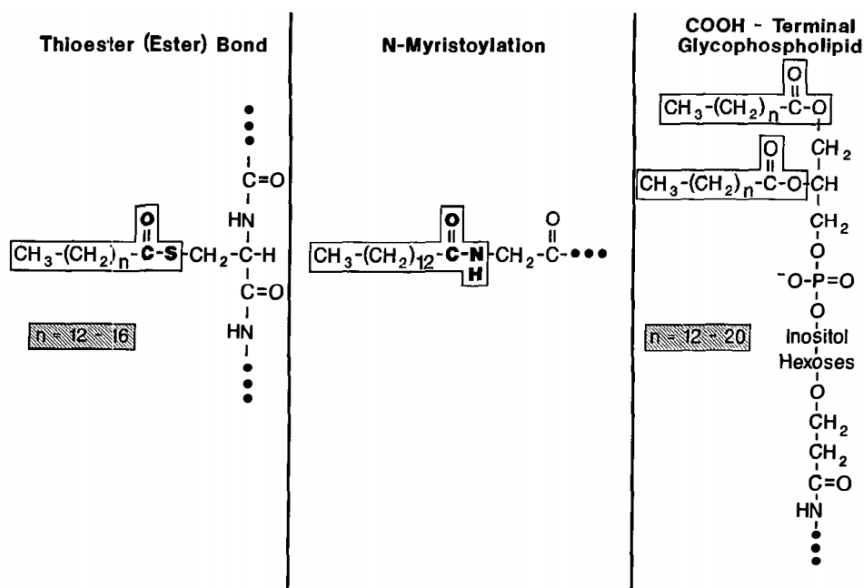 Thioester (Ester) Bond
C=O
HN
O
CH3-(CH2)n-C-S-CH2-C-H
C=O
HN
n = 12 - 16
N-Myristoylation
O
O
CH3-(CH2)12-C-N-CH2-C-
H
COOH - Terminal
Glycophospholipid
O
CH3-(CH2)n-C-O
CH2
O
CH3-(CH2)n-C-O-CH
CH2
O
⁻O-P=O
O
n = 12 - 20
Inositol
Hexoses
O
CH2
CH2
C=O
HN